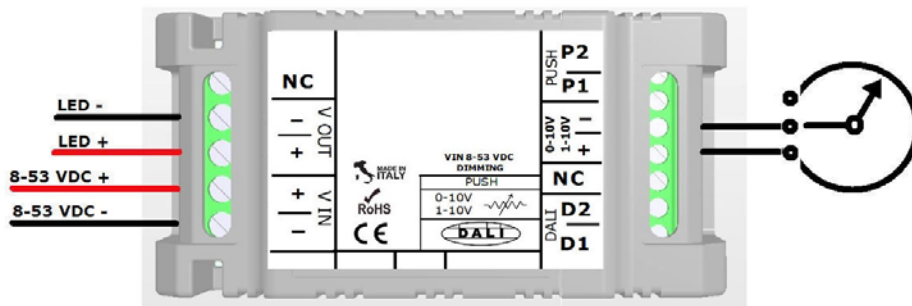 LED -
LED +
8-53 VDC +
8-53 VDC -
NC
-
+
V OUT
+
-
V IN
MADE IN
ITALY
RoHS
CE
VIN 8-53 VDC
DIMMING
PUSH
0-10V
1-10V
DALI
PUSH
P2
P1
0-10V
1-10V
-
+
NC
DALI
D2
D1